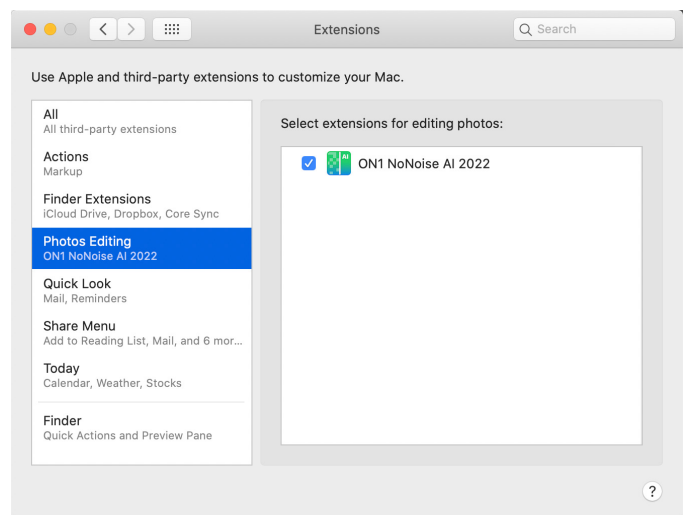 Extensions
Search
Use Apple and third-party extensions to customize your Mac.
All
All third-party extensions
Actions
Markup
Finder Extensions
iCloud Drive, Dropbox, Core Sync
Photos Editing
ON1 NoNoise AI 2022
Quick Look
Mail, Reminders
Share Menu
Add to Reading List, Mail, and 6 mor...
Today
Calendar, Weather, Stocks
Finder
Quick Actions and Preview Pane
Select extensions for editing photos:
AI
ON1 NoNoise AI 2022
?